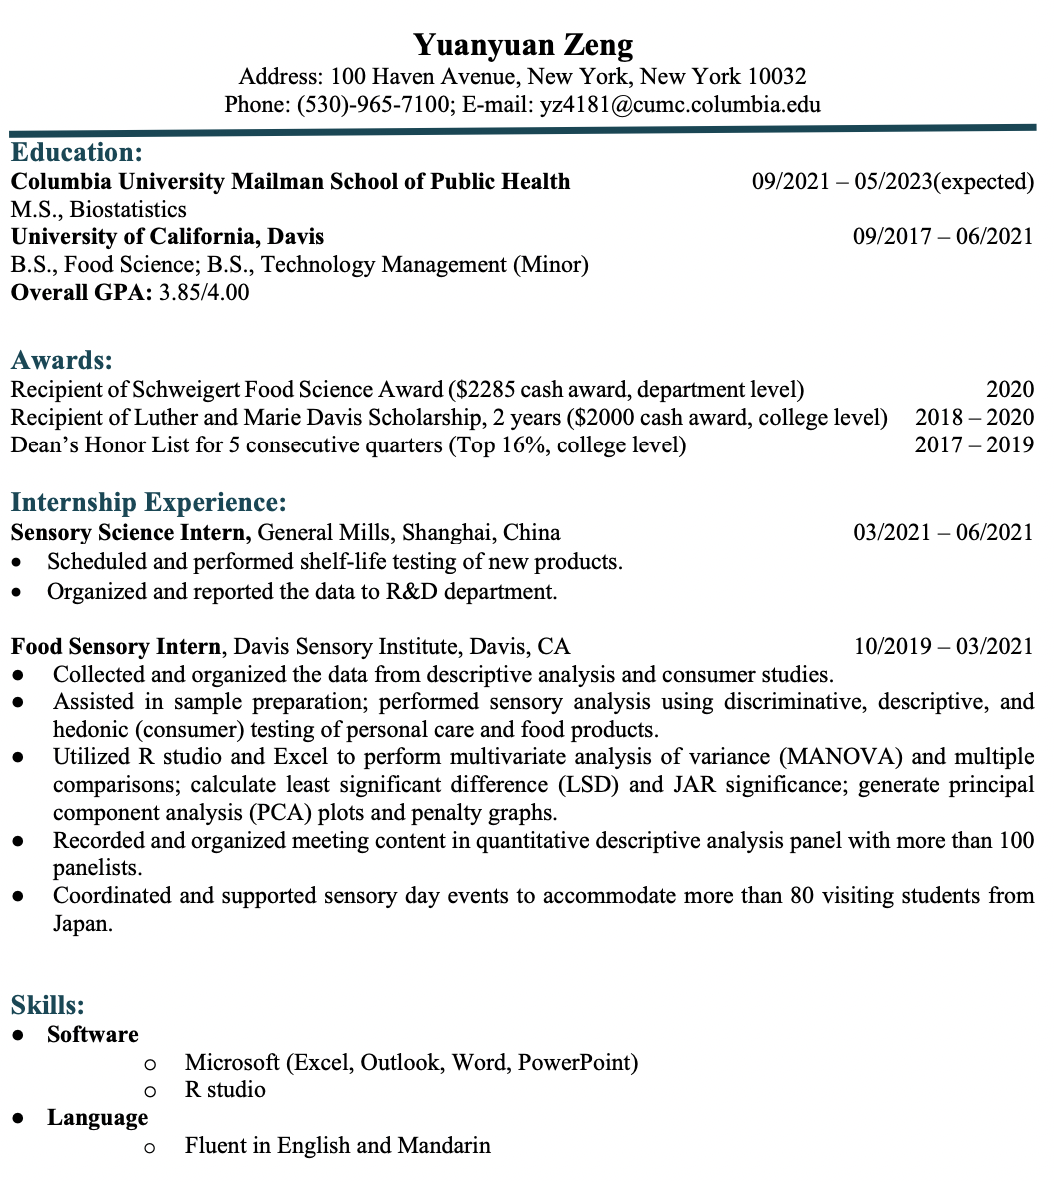 Yuanyuan Zeng
Address: 100 Haven Avenue, New York, New York 10032
Phone: (530)-965-7100; E-mail: yz4181@cumc.columbia.edu
Education:
Columbia University Mailman School of Public Health 09/2021 – 05/2023(expected)
M.S., Biostatistics
University of California, Davis 09/2017 – 06/2021
B.S., Food Science; B.S., Technology Management (Minor)
Overall GPA: 3.85/4.00
Awards:
Recipient of Schweigert Food Science Award ($2285 cash award, department level) 2020
Recipient of Luther and Marie Davis Scholarship, 2 years ($2000 cash award, college level) 2018 – 2020
Dean’s Honor List for 5 consecutive quarters (Top 16%, college level) 2017 – 2019
Internship Experience:
Sensory Science Intern, General Mills, Shanghai, China 03/2021 – 06/2021
• Scheduled and performed shelf-life testing of new products.
• Organized and reported the data to R&D department.
Food Sensory Intern, Davis Sensory Institute, Davis, CA 10/2019 – 03/2021
● Collected and organized the data from descriptive analysis and consumer studies.
● Assisted in sample preparation; performed sensory analysis using discriminative, descriptive, and
hedonic (consumer) testing of personal care and food products.
● Utilized R studio and Excel to perform multivariate analysis of variance (MANOVA) and multiple
comparisons; calculate least significant difference (LSD) and JAR significance; generate principal
component analysis (PCA) plots and penalty graphs.
● Recorded and organized meeting content in quantitative descriptive analysis panel with more than 100
panelists.
● Coordinated and supported sensory day events to accommodate more than 80 visiting students from
Japan.
Skills:
● Software
○ Microsoft (Excel, Outlook, Word, PowerPoint)
○ R studio
● Language
○ Fluent in English and Mandarin